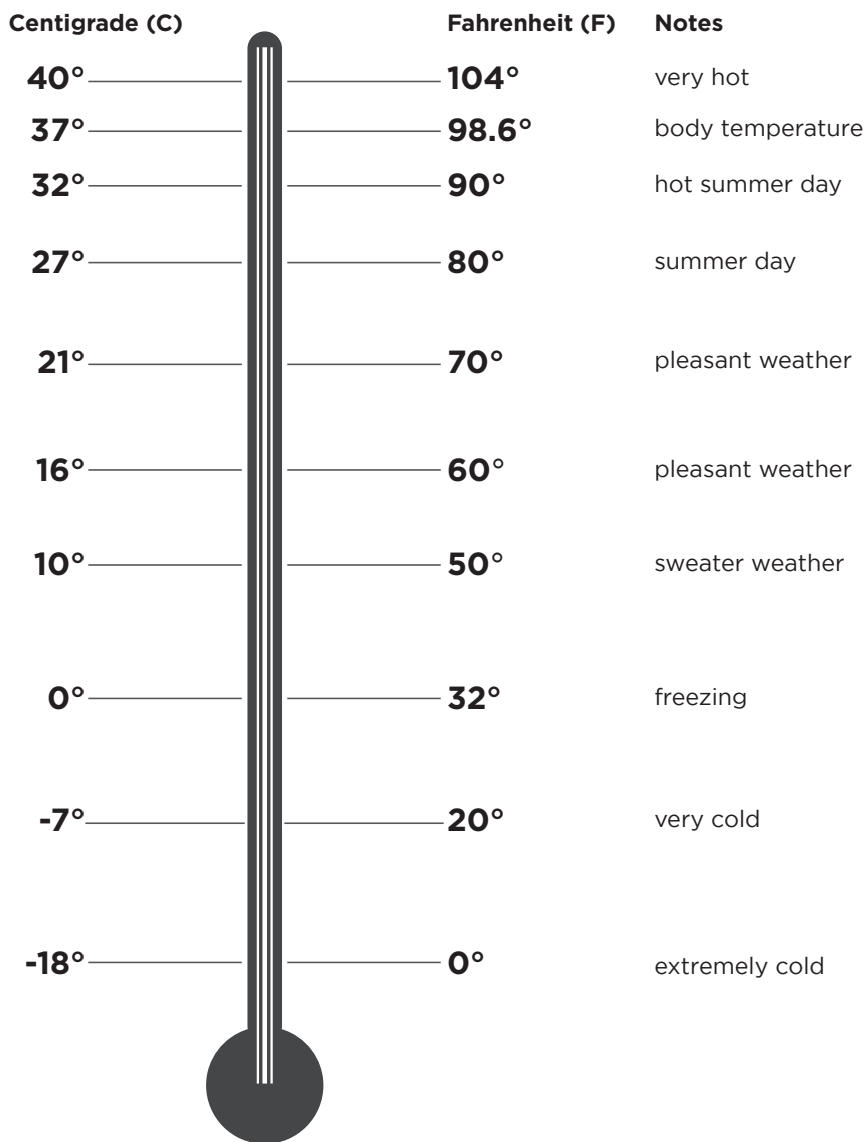 Centigrade (C) Fahrenheit (F) Notes
40° 104° very hot
37° 98.6° body temperature
32° 90° hot summer day
27° 80° summer day
21° 70° pleasant weather
16° 60° pleasant weather
10° 50° sweater weather
0° 32° freezing
-7° 20° very cold
-18° 0° extremely cold